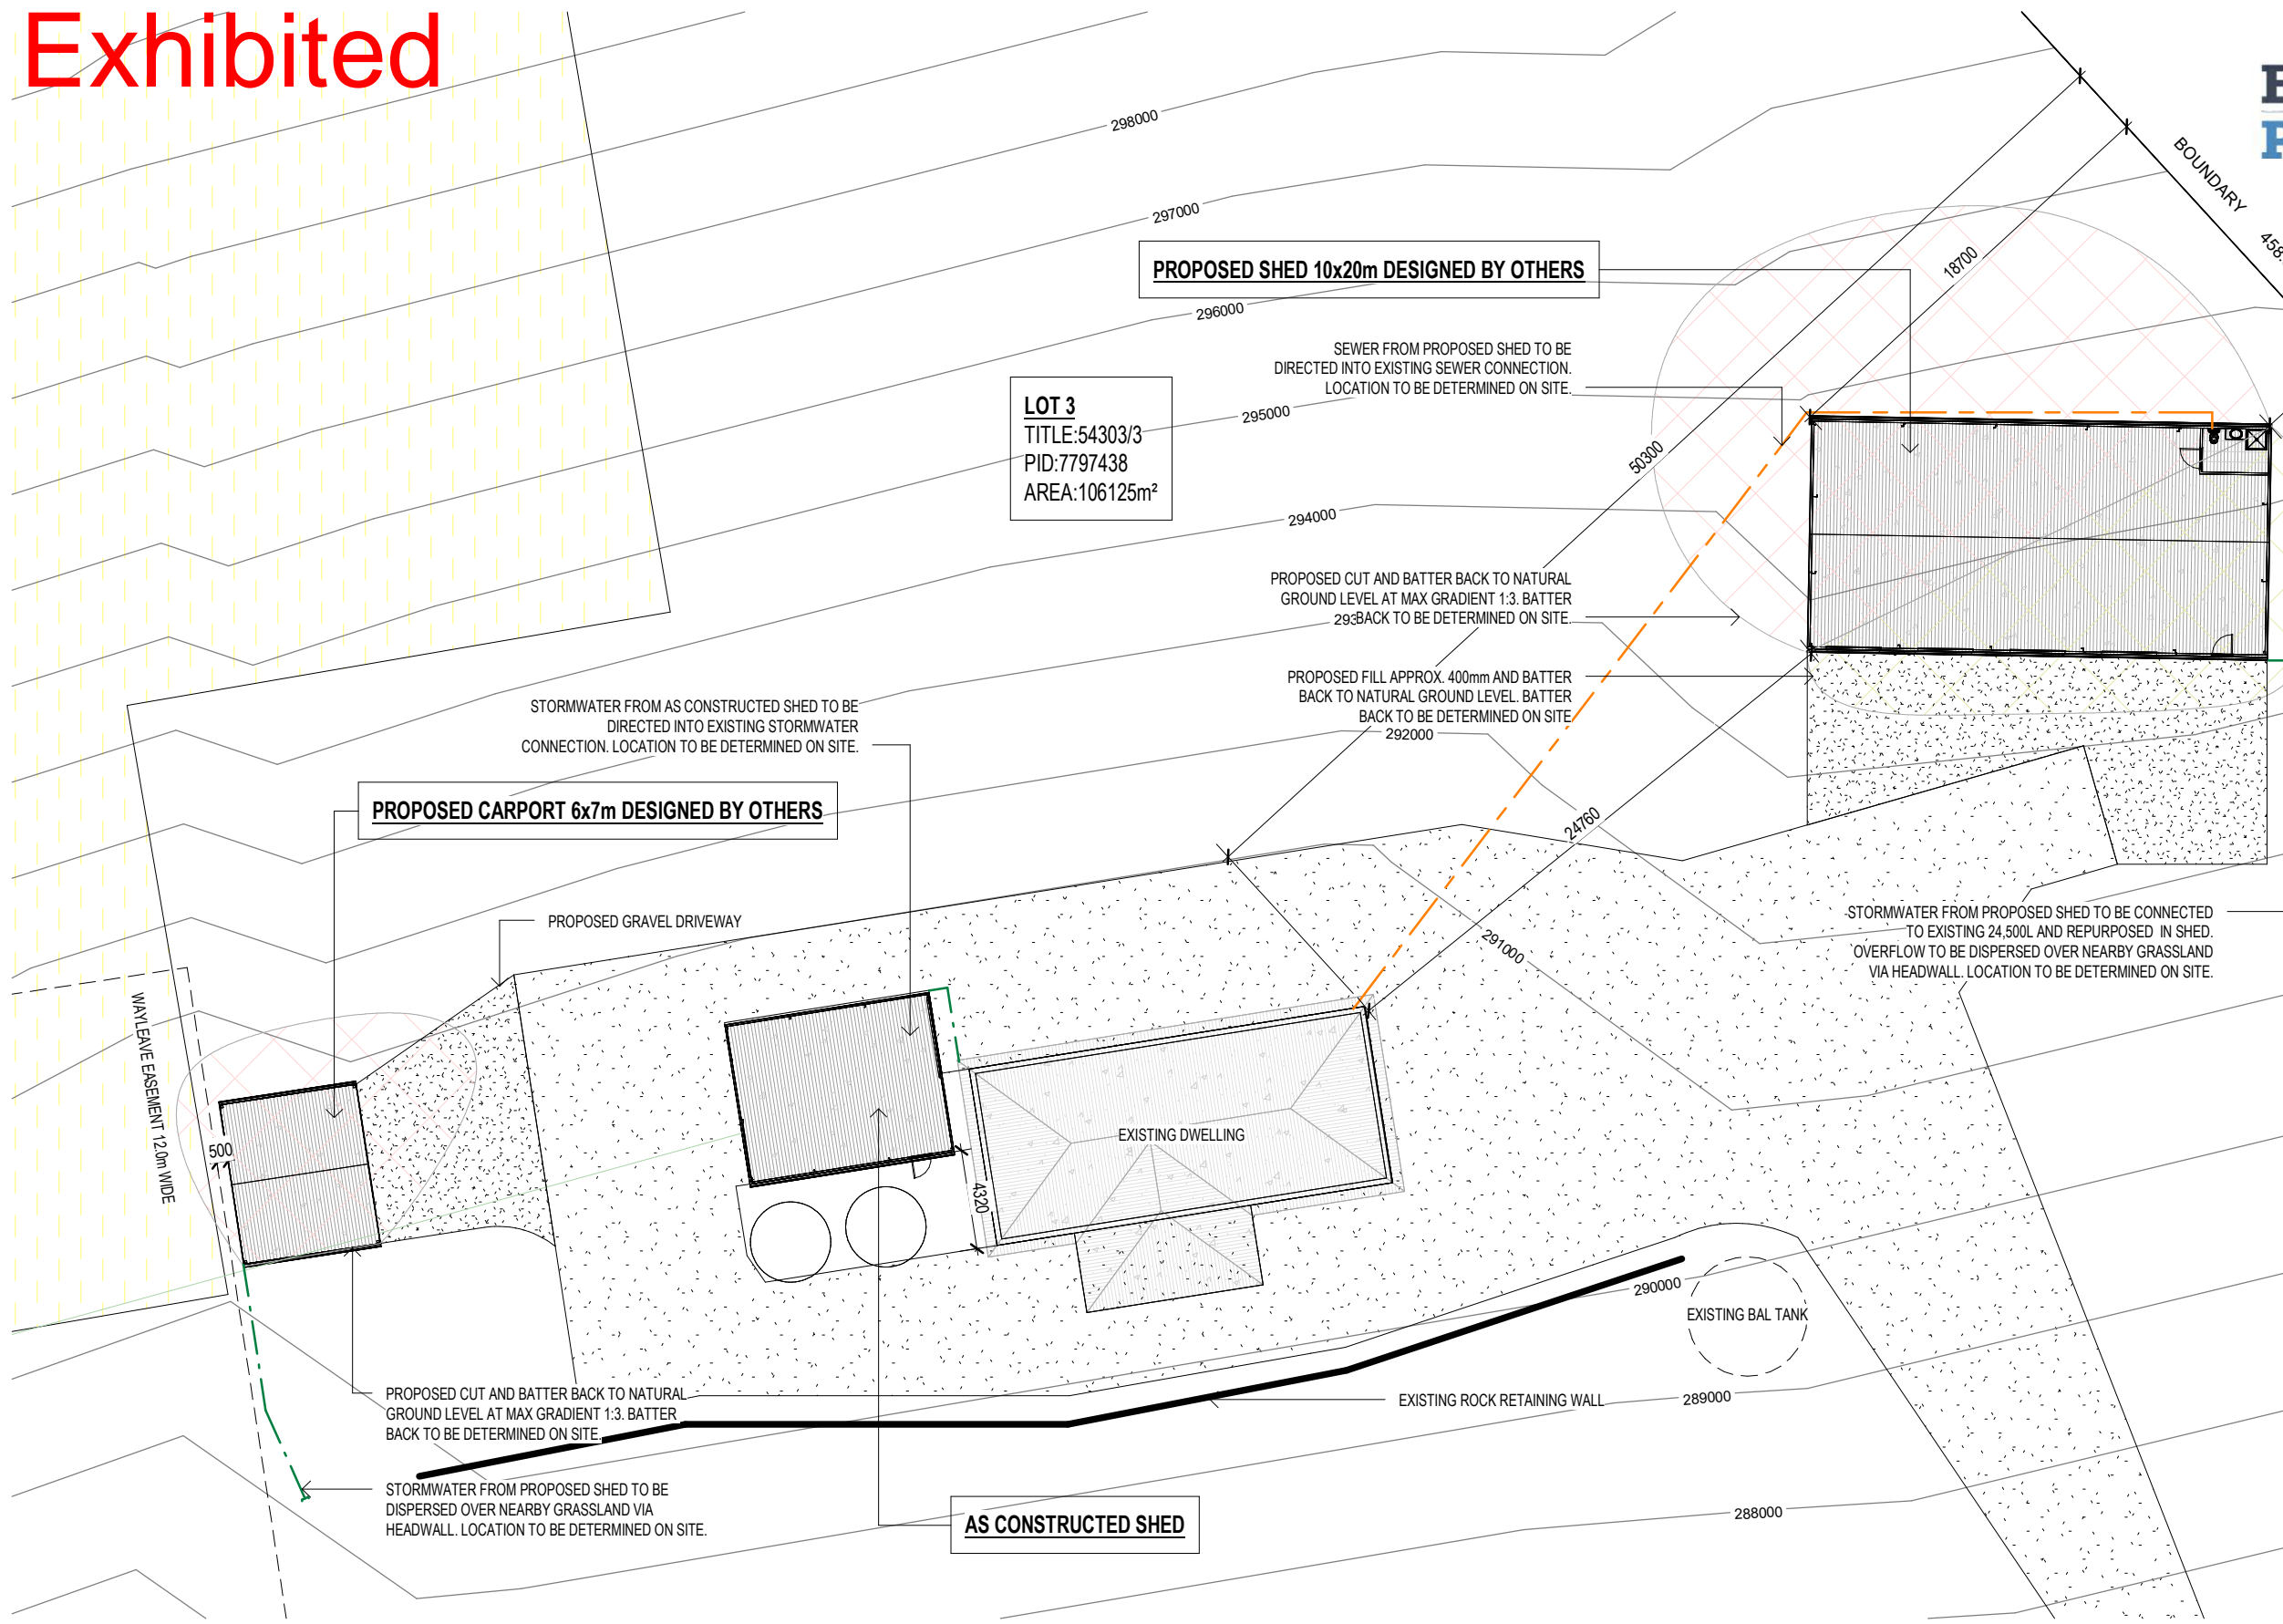 Exhibited
298000
297000
296000
295000
294000
293
292000
291000
290000
289000
288000
BOUNDARY
458.
18700
50300
24760
PROPOSED SHED 10x20m DESIGNED BY OTHERS
SEWER FROM PROPOSED SHED TO BE
DIRECTED INTO EXISTING SEWER CONNECTION.
LOCATION TO BE DETERMINED ON SITE.
LOT 3
TITLE:54303/3
PID:7797438
AREA:106125m²
PROPOSED CUT AND BATTER BACK TO NATURAL
GROUND LEVEL AT MAX GRADIENT 1:3. BATTER
BACK TO BE DETERMINED ON SITE.
PROPOSED FILL APPROX. 400mm AND BATTER
BACK TO NATURAL GROUND LEVEL. BATTER
BACK TO BE DETERMINED ON SITE
STORMWATER FROM AS CONSTRUCTED SHED TO BE
DIRECTED INTO EXISTING STORMWATER
CONNECTION. LOCATION TO BE DETERMINED ON SITE.
PROPOSED CARPORT 6x7m DESIGNED BY OTHERS
PROPOSED GRAVEL DRIVEWAY
STORMWATER FROM PROPOSED SHED TO BE CONNECTED
TO EXISTING 24,500L AND REPURPOSED IN SHED.
OVERFLOW TO BE DISPERSED OVER NEARBY GRASSLAND
VIA HEADWALL. LOCATION TO BE DETERMINED ON SITE.
WAYLEAVE EASEMENT 12.0m WIDE
500
4320
EXISTING DWELLING
EXISTING BAL TANK
PROPOSED CUT AND BATTER BACK TO NATURAL
GROUND LEVEL AT MAX GRADIENT 1:3. BATTER
BACK TO BE DETERMINED ON SITE.
EXISTING ROCK RETAINING WALL
STORMWATER FROM PROPOSED SHED TO BE
DISPERSED OVER NEARBY GRASSLAND VIA
HEADWALL. LOCATION TO BE DETERMINED ON SITE.
AS CONSTRUCTED SHED